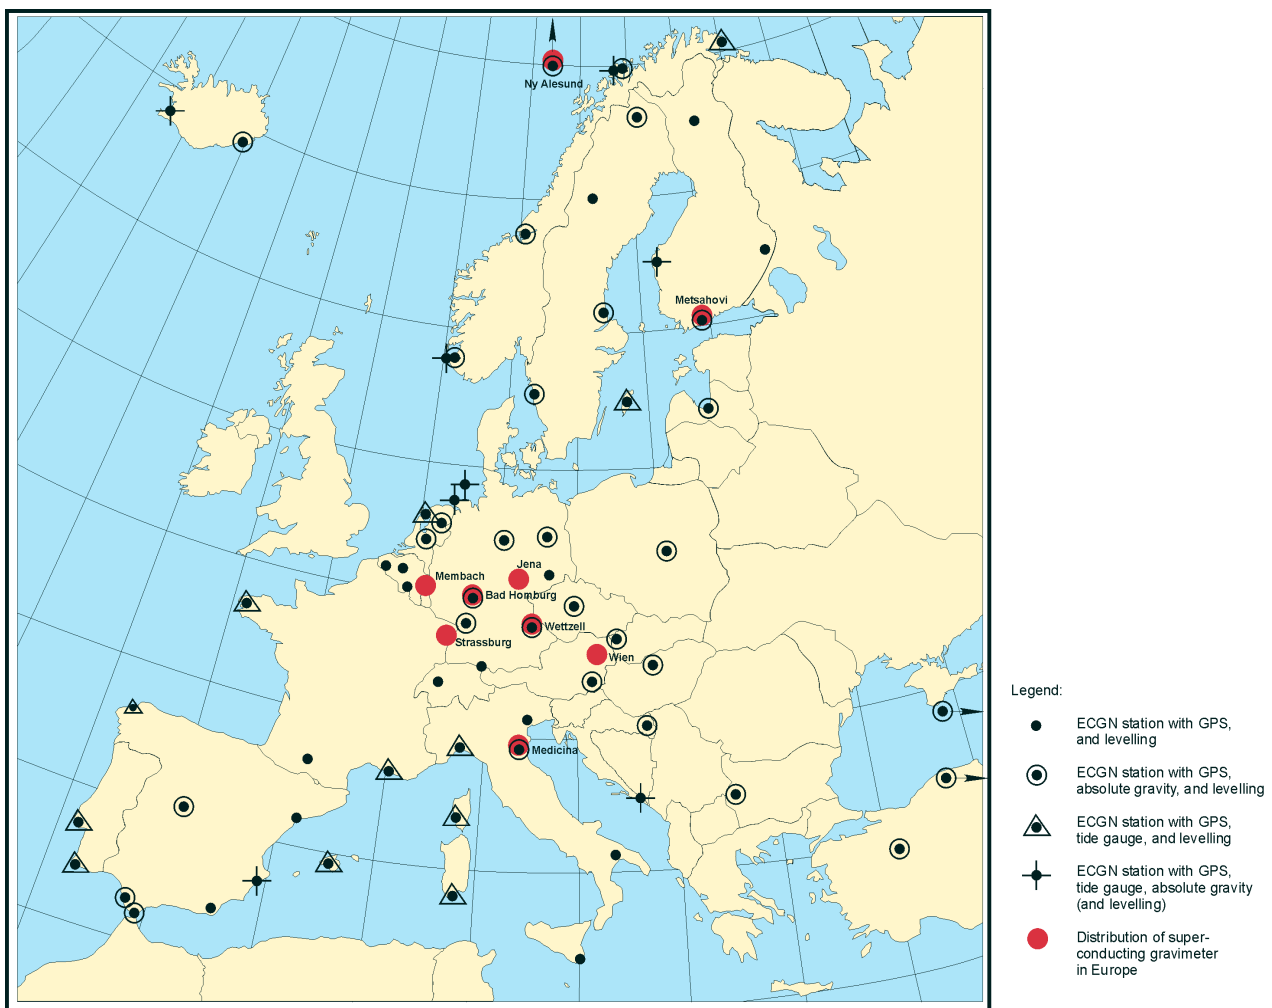 Ny Alesund
Metsahovi
Jena
Membach
Bad Homburg
Wettzell
Strassburg
Wien
Medicina
Legend:
ECGN station with GPS,
and levelling
ECGN station with GPS,
absolute gravity, and levelling
ECGN station with GPS,
tide gauge, and levelling
ECGN station with GPS,
tide gauge, absolute gravity
(and levelling)
Distribution of super-
conducting gravimeter
in Europe